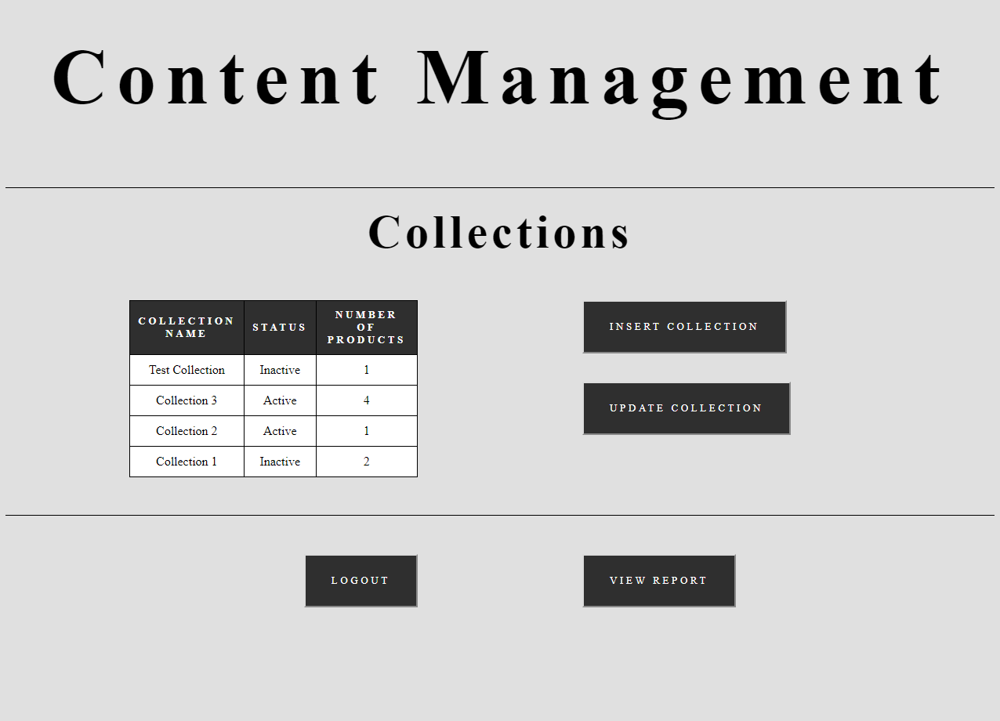 Content Management
Collections
COLLECTION NAME STATUS NUMBER OF PRODUCTS
Test Collection Inactive 1
Collection 3 Active 4
Collection 2 Active 1
Collection 1 Inactive 2
INSERT COLLECTION
UPDATE COLLECTION
LOGOUT VIEW REPORT